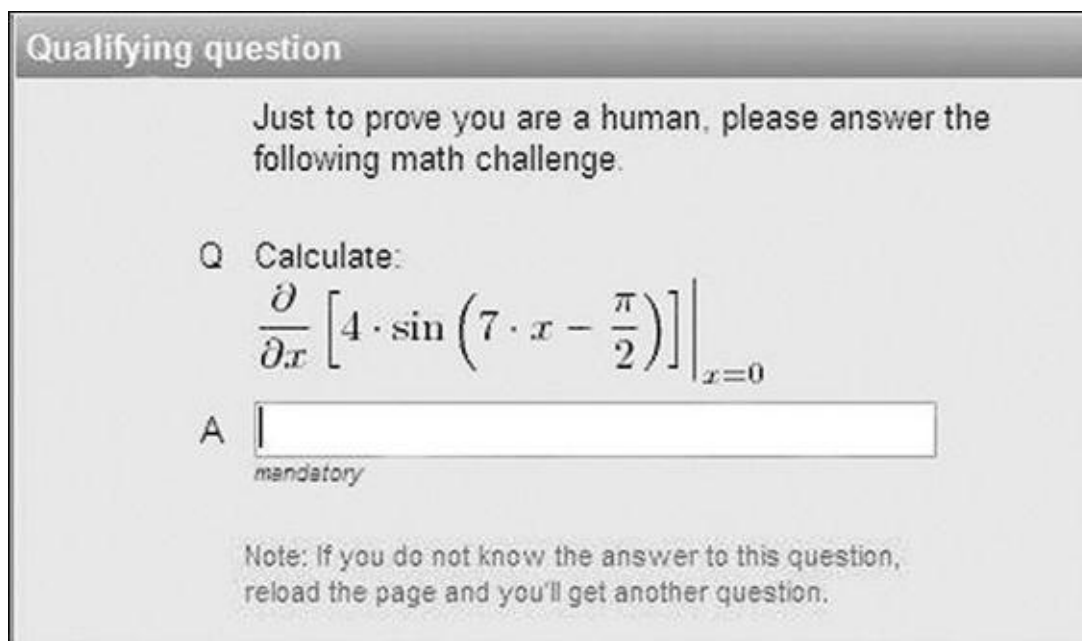 Qualifying question
Just to prove you are a human, please answer the
following math challenge.
Q Calculate:
∂/∂x [4 · sin (7 · x − π/2)] |x=0
A
mandatory
Note: If you do not know the answer to this question,
reload the page and you'll get another question.